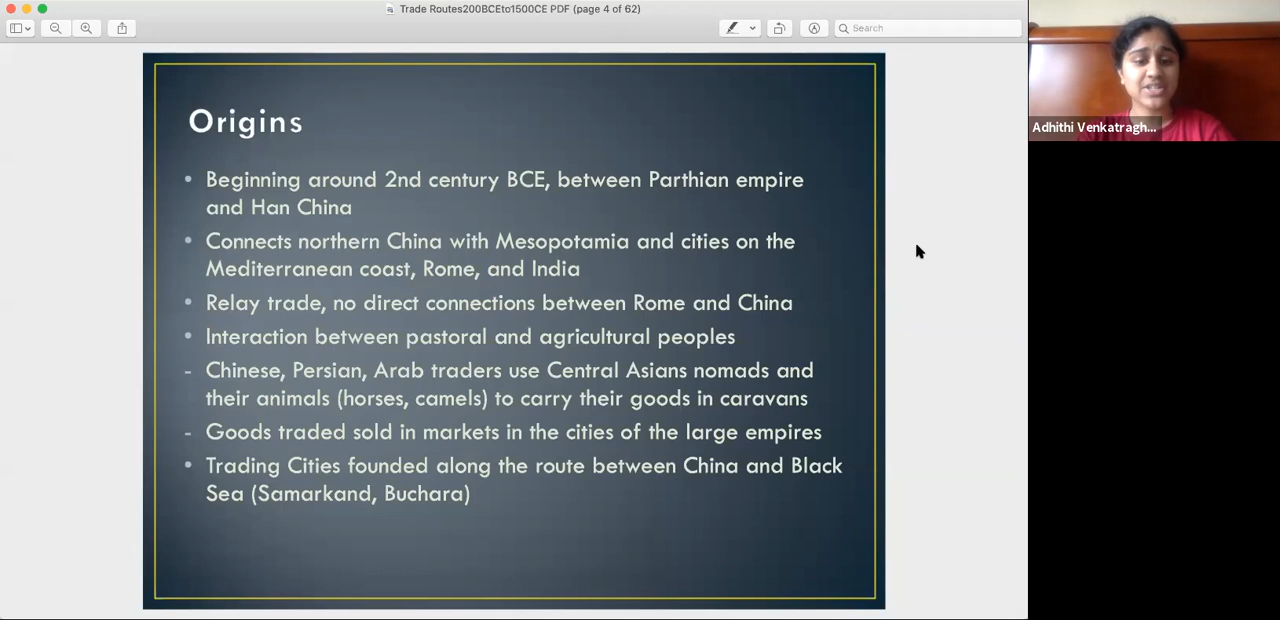 Trade Routes200BCEto1500CE PDF (page 4 of 62)
Search
Adhithi Venkatragh...
Origins
• Beginning around 2nd century BCE, between Parthian empire
and Han China
• Connects northern China with Mesopotamia and cities on the
Mediterranean coast, Rome, and India
• Relay trade, no direct connections between Rome and China
• Interaction between pastoral and agricultural peoples
- Chinese, Persian, Arab traders use Central Asians nomads and
their animals (horses, camels) to carry their goods in caravans
- Goods traded sold in markets in the cities of the large empires
• Trading Cities founded along the route between China and Black
Sea (Samarkand, Buchara)